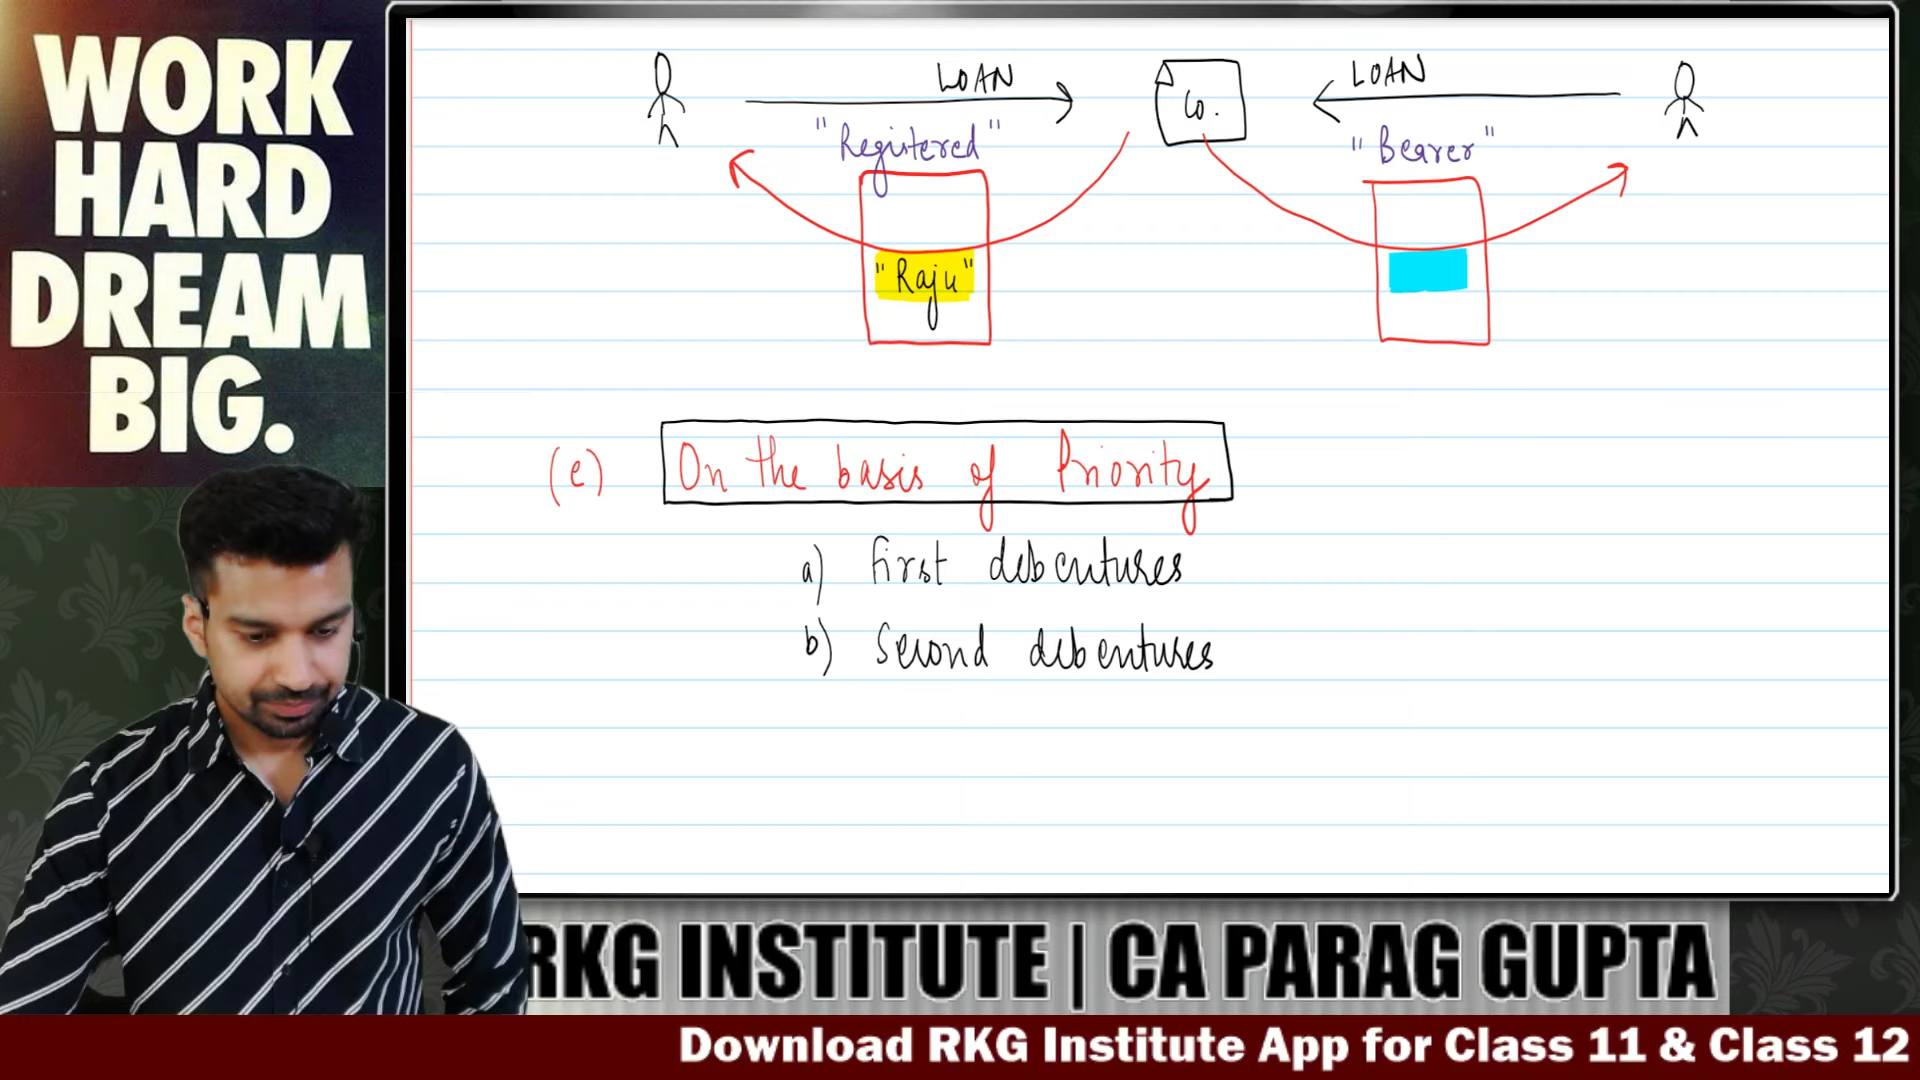 WORK
HARD
DREAM
BIG.
LOAN
Co.
LOAN
"Registered"
"Bearer"
"Raju"
(e) On the basis of Priority
a) first debentures
b) Second debentures
RKG INSTITUTE | CA PARAG GUPTA
Download RKG Institute App for Class 11 & Class 12